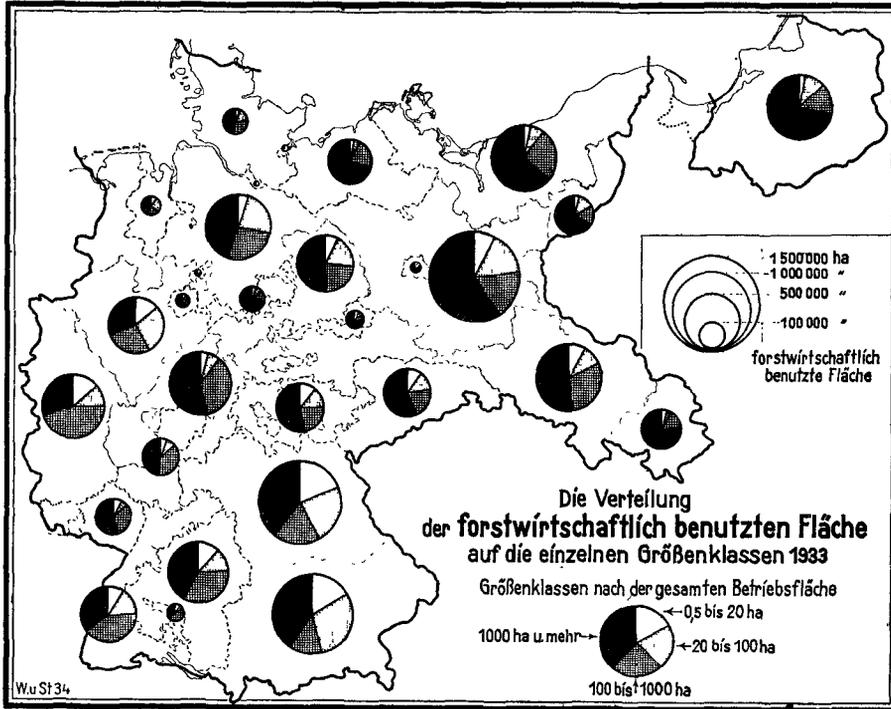 1 500 000 ha
1 000 000 "
500 000 "
100 000 "
forstwirtschaftlich
benutzte Fläche
Die Verteilung
der forstwirtschaftlich benutzten Fläche
auf die einzelnen Größenklassen 1933
Größenklassen nach der gesamten Betriebsfläche
0,5 bis 20 ha
1000 ha u. mehr
20 bis 100 ha
100 bis 1000 ha
W.u.St 34